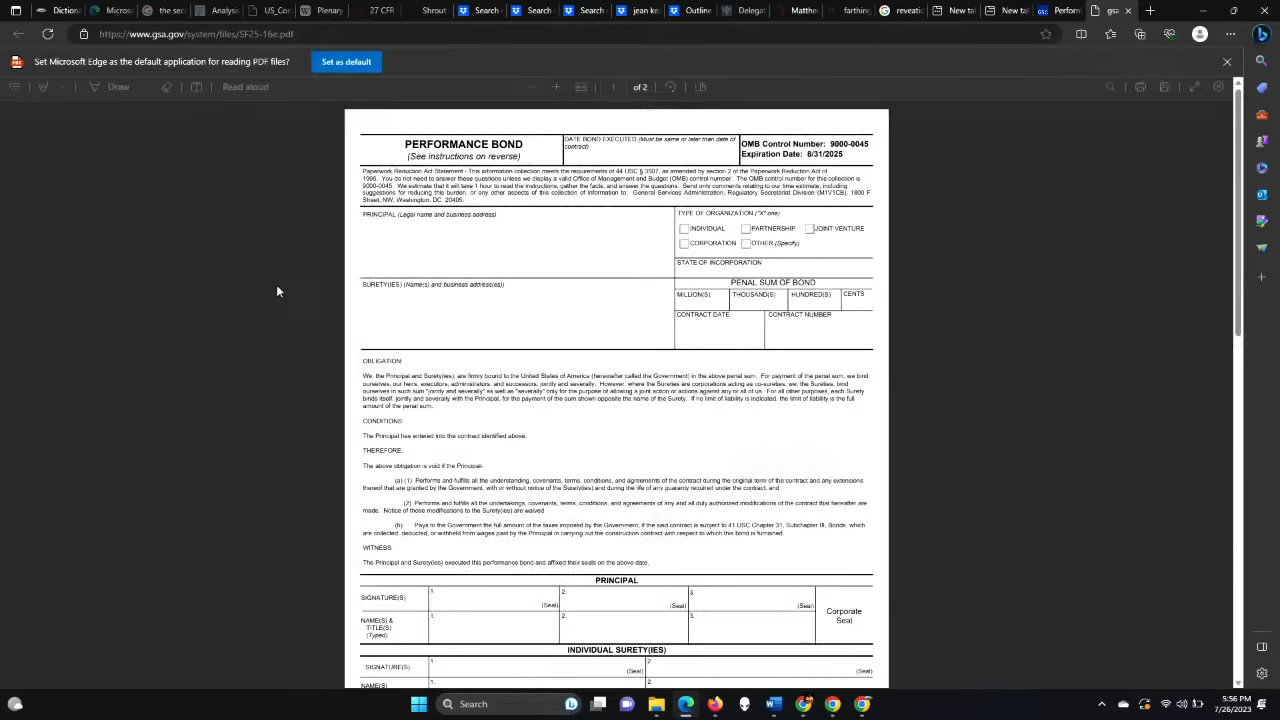 Diction
Scrivene
Analysis
US_Con
Plenary
27 CFR
Shrout
Search
Search
Search
jean ke
Outline
Delegat
Matthe
farthing
cevatio
New tab
New tab
Perform
SF2
https://www.gsa.gov/system/files/SF25-16e.pdf
Set as default
Draw
Read aloud
1 of 2
PERFORMANCE BOND
(See instructions on reverse)
DATE BOND EXECUTED (Must be same or later than date of
contract)
OMB Control Number: 9000-0045
Expiration Date: 8/31/2025
Paperwork Reduction Act Statement - This information collection meets the requirements of 44 USC § 3507, as amended by section 2 of the Paperwork Reduction Act of
1995. You do not need to answer these questions unless we display a valid Office of Management and Budget (OMB) control number. The OMB control number for this collection is
9000-0045. We estimate that it will take 1 hour to read the instructions, gather the facts, and answer the questions. Send only comments relating to our time estimate, including
suggestions for reducing this burden, or any other aspects of this collection of information to: General Services Administration, Regulatory Secretariat Division (M1V1CB), 1800 F
Street, NW, Washington, DC 20405.
PRINCIPAL (Legal name and business address)
TYPE OF ORGANIZATION ("X" one)
INDIVIDUAL PARTNERSHIP JOINT VENTURE
CORPORATION OTHER (Specify)
STATE OF INCORPORATION
SURETY(IES) (Name(s) and business address(es))
PENAL SUM OF BOND
MILLION(S) THOUSAND(S) HUNDRED(S) CENTS
CONTRACT DATE CONTRACT NUMBER
OBLIGATION:
We, the Principal and Surety(ies), are firmly bound to the United States of America (hereinafter called the Government) in the above penal sum. For payment of the penal sum, we bind
ourselves, our heirs, executors, administrators, and successors, jointly and severally. However, where the Sureties are corporations acting as co-sureties, we, the Sureties, bind
ourselves in such sum "jointly and severally" as well as "severally" only for the purpose of allowing a joint action or actions against any or all of us. For all other purposes, each Surety
binds itself, jointly and severally with the Principal, for the payment of the sum shown opposite the name of the Surety. If no limit of liability is indicated, the limit of liability is the full
amount of the penal sum.
CONDITIONS:
The Principal has entered into the contract identified above.
THEREFORE:
The above obligation is void if the Principal-
(a) (1) Performs and fulfills all the understanding, covenants, terms, conditions, and agreements of the contract during the original term of the contract and any extensions
thereof that are granted by the Government, with or without notice of the Surety(ies) and during the life of any guaranty required under the contract, and
(2) Performs and fulfills all the undertakings, covenants, terms, conditions, and agreements of any and all duly authorized modifications of the contract that hereafter are
made. Notice of those modifications to the Surety(ies) are waived
(b) Pays to the Government the full amount of the taxes imposed by the Government, if the said contract is subject to 41 USC Chapter 31, Subchapter III, Bonds, which
are collected, deducted, or withheld from wages paid by the Principal in carrying out the construction contract with respect to which this bond is furnished.
WITNESS:
The Principal and Surety(ies) executed this performance bond and affixed their seals on the above date.
PRINCIPAL
SIGNATURE(S)
1. (Seal) 2. (Seal) 3. (Seal)
Corporate
Seal
NAME(S) &
TITLE(S)
(Typed)
1. 2. 3.
INDIVIDUAL SURETY(IES)
SIGNATURE(S)
1. (Seal) 2. (Seal)
NAME(S)
1. 2.
Search
5:56 PM
7/26/2023